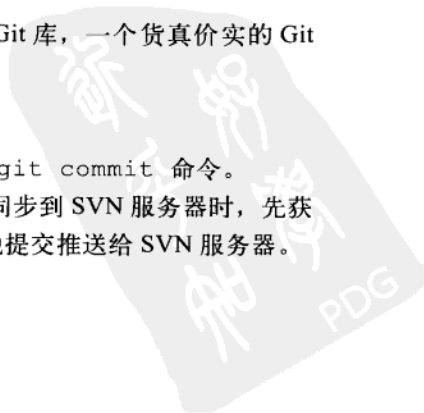 Git 库，一个货真价实的 Git
git commit 命令。
同步到 SVN 服务器时，先获
提交推送给 SVN 服务器。
PDG